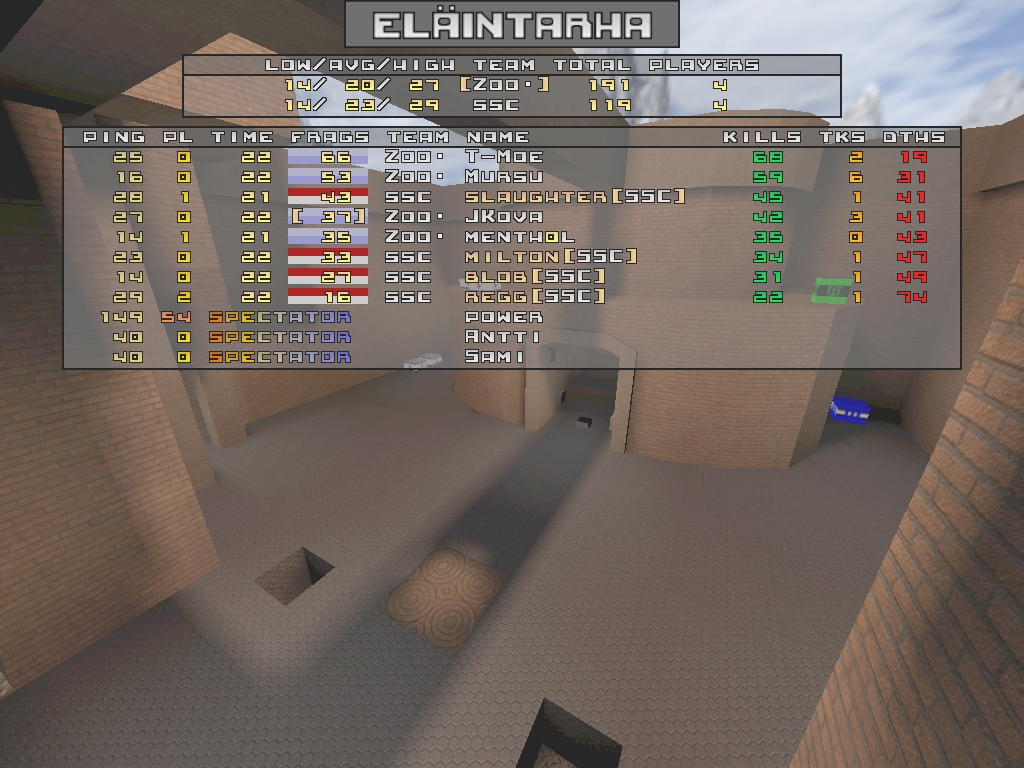 ELÄINTARHA
LOW/AVG/HIGH TEAM TOTAL PLAYERS
14/ 20/ 27 [ZOO·] 191 4
14/ 23/ 29 SSC 119 4
PING PL TIME FRAGS TEAM NAME KILLS TKS DTHS
25 0 22 66 ZOO· T-MOE 68 2 19
16 0 22 53 ZOO· MURSU 59 6 31
28 1 21 43 SSC SLAUGHTER[SSC] 45 1 41
27 0 22 [ 37] ZOO· JKOVA 42 3 41
14 1 21 35 ZOO· MENTHOL 35 0 43
23 0 22 33 SSC MILTON[SSC] 34 1 47
14 0 22 27 SSC BLOB[SSC] 31 1 49
29 2 22 16 SSC REGG[SSC] 22 1 74
149 54 SPECTATOR POWER
40 0 SPECTATOR ANTTI
40 0 SPECTATOR SAMI